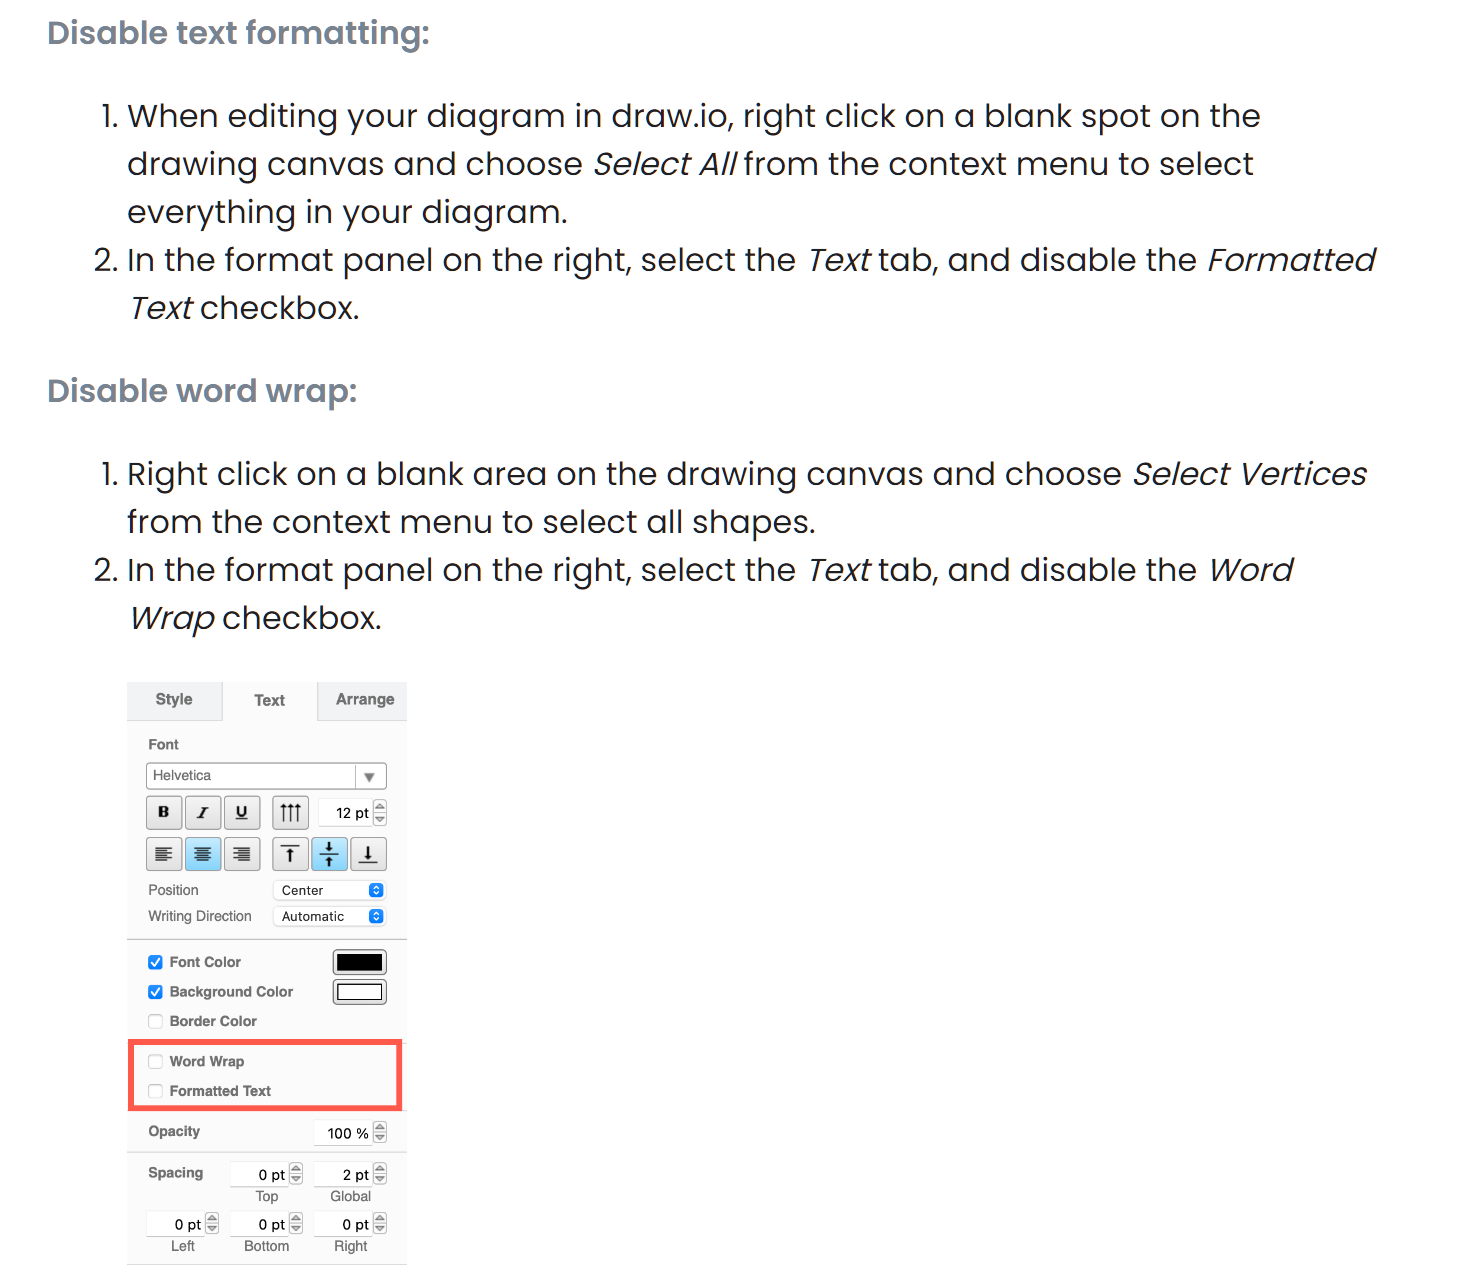 Disable text formatting:
1. When editing your diagram in draw.io, right click on a blank spot on the
drawing canvas and choose Select All from the context menu to select
everything in your diagram.
2. In the format panel on the right, select the Text tab, and disable the Formatted
Text checkbox.
Disable word wrap:
1. Right click on a blank area on the drawing canvas and choose Select Vertices
from the context menu to select all shapes.
2. In the format panel on the right, select the Text tab, and disable the Word
Wrap checkbox.
Style Text Arrange
Font
Helvetica
B I U 12 pt
Position Center
Writing Direction Automatic
Font Color
Background Color
Border Color
Word Wrap
Formatted Text
Opacity 100 %
Spacing 0 pt 2 pt
Top Global
0 pt 0 pt 0 pt
Left Bottom Right